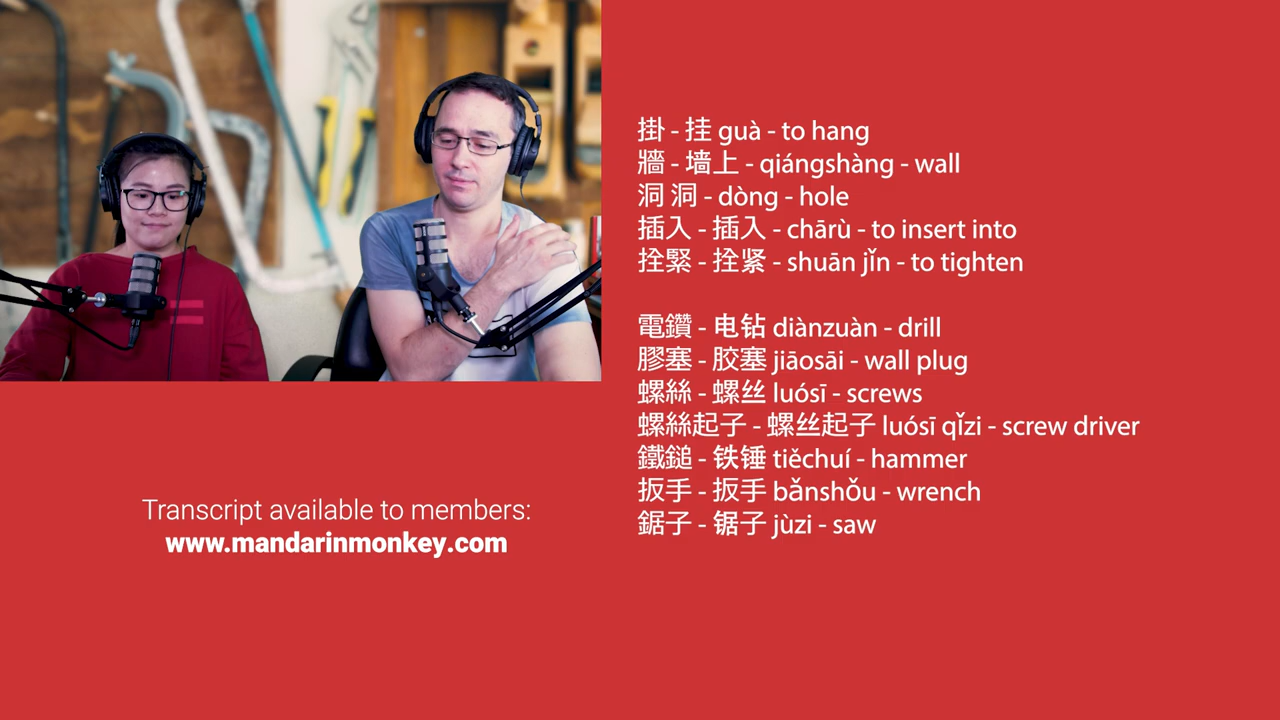 掛 - 挂 guà - to hang
牆 - 墙上 - qiángshàng - wall
洞 洞 - dòng - hole
插入 - 插入 - chārù - to insert into
拴緊 - 拴紧 - shuān jǐn - to tighten
電鑽 - 电钻 diànzuàn - drill
膠塞 - 胶塞 jiāosāi - wall plug
螺絲 - 螺丝 luósī - screws
螺絲起子 - 螺丝起子 luósī qǐzi - screw driver
鐵鎚 - 铁锤 tiěchuí - hammer
扳手 - 扳手 bǎnshǒu - wrench
鋸子 - 锯子 jùzi - saw
Transcript available to members:
www.mandarinmonkey.com